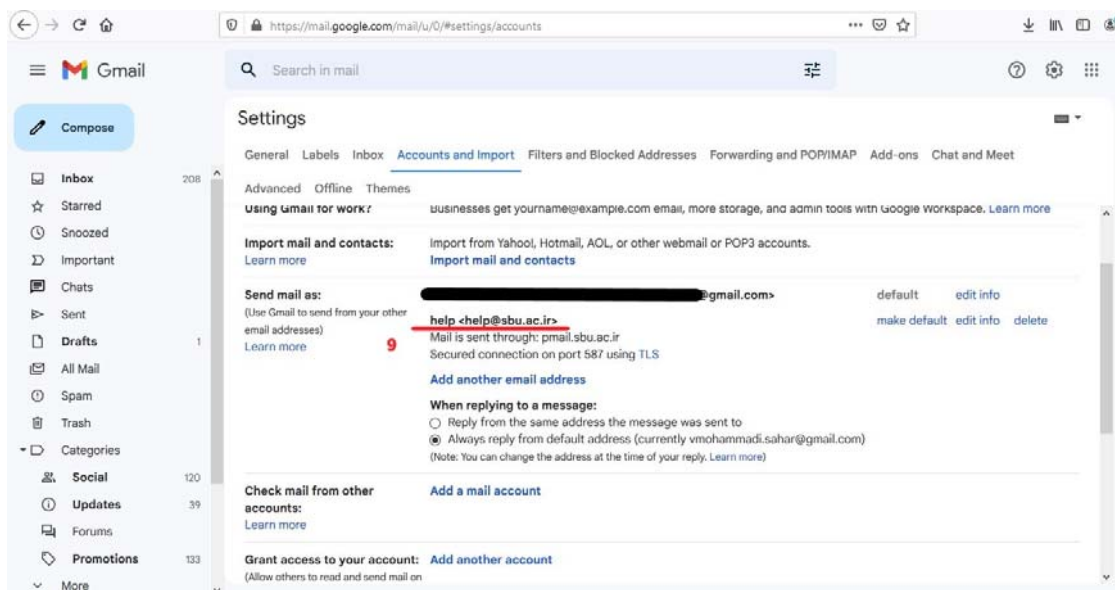 https://mail.google.com/mail/u/0/#settings/accounts
Gmail
Search in mail
Compose
Inbox 208
Starred
Snoozed
Important
Chats
Sent
Drafts 1
All Mail
Spam
Trash
Categories
Social 120
Updates 39
Forums
Promotions 133
More
Settings
General Labels Inbox Accounts and Import Filters and Blocked Addresses Forwarding and POP/IMAP Add-ons Chat and Meet
Advanced Offline Themes
Using Gmail for work? Businesses get yourname@example.com email, more storage, and admin tools with Google Workspace. Learn more
Import mail and contacts: Import from Yahoo!, Hotmail, AOL, or other webmail or POP3 accounts.
Learn more Import mail and contacts
Send mail as: @gmail.com> default edit info
(Use Gmail to send from your other help <help@sbu.ac.ir> make default edit info delete
email addresses) Mail is sent through: pmail.sbu.ac.ir
Learn more 9 Secured connection on port 587 using TLS
Add another email address
When replying to a message:
Reply from the same address the message was sent to
Always reply from default address (currently vmohammadi.sahar@gmail.com)
(Note: You can change the address at the time of your reply. Learn more)
Check mail from other Add a mail account
accounts:
Learn more
Grant access to your account: Add another account
(Allow others to read and send mail on